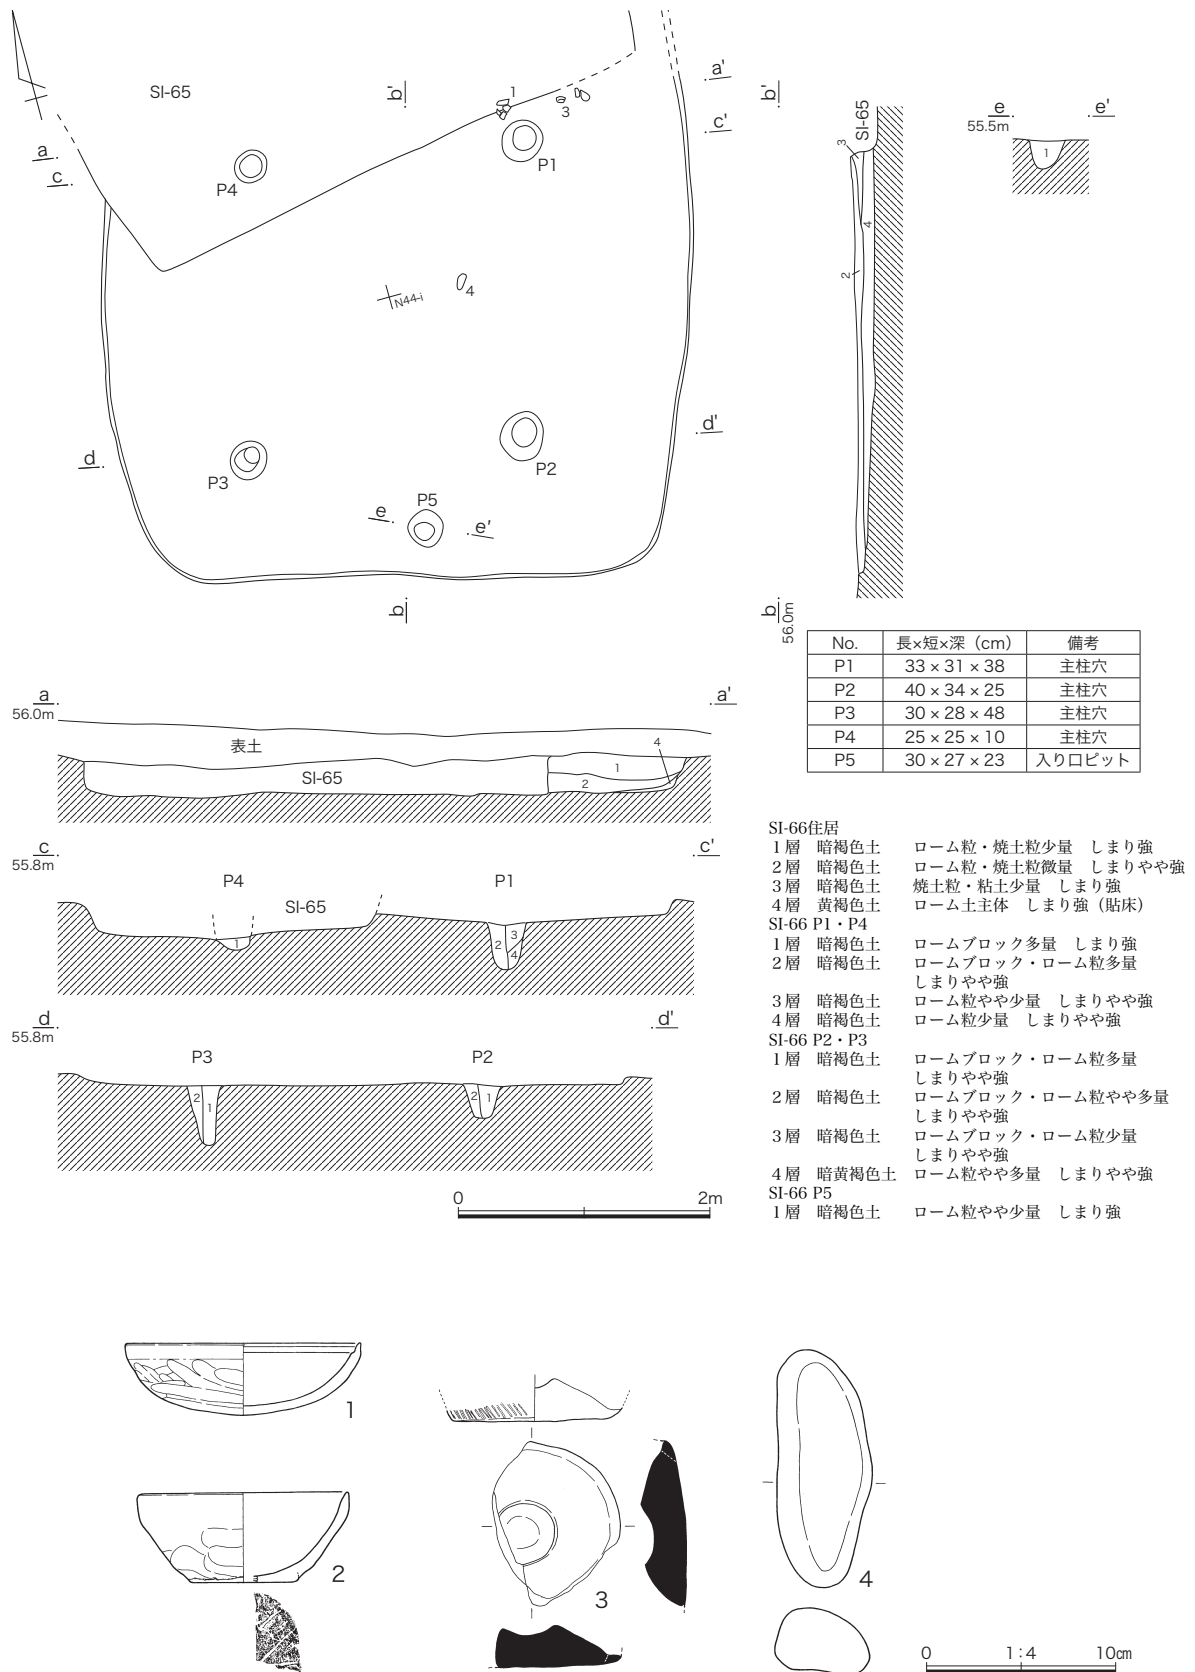 SI-65
b'
1
3
P1
P4
a
c
a'
c'
N44-i
4
d
d'
P3
P2
P5
e
e'
b
b'
SI-65
3
4
2
b
56.0m
e
e'
55.5m
1
No. 長×短×深（cm） 備考
P1 33 × 31 × 38 主柱穴
P2 40 × 34 × 25 主柱穴
P3 30 × 28 × 48 主柱穴
P4 25 × 25 × 10 主柱穴
P5 30 × 27 × 23 入り口ピット
a
a'
56.0m
表土
SI-65
1
2
4
c
c'
55.8m
P4
P1
SI-65
1
2
3
4
d
d'
55.8m
P3
P2
2
1
2
1
0 2m
SI-66住居
１層 暗褐色土 ローム粒・焼土粒少量 しまり強
２層 暗褐色土 ローム粒・焼土粒微量 しまりやや強
３層 暗褐色土 焼土粒・粘土少量 しまり強
４層 黄褐色土 ローム土主体 しまり強（貼床）
SI-66 P1・P4
１層 暗褐色土 ロームブロック多量 しまり強
２層 暗褐色土 ロームブロック・ローム粒多量
しまりやや強
３層 暗褐色土 ローム粒やや少量 しまりやや強
４層 暗褐色土 ローム粒少量 しまりやや強
SI-66 P2・P3
１層 暗褐色土 ロームブロック・ローム粒多量
しまりやや強
２層 暗褐色土 ロームブロック・ローム粒やや多量
しまりやや強
３層 暗褐色土 ロームブロック・ローム粒少量
しまりやや強
４層 暗黄褐色土 ローム粒やや多量 しまりやや強
SI-66 P5
１層 暗褐色土 ローム粒やや少量 しまり強
1
2
3
4
0 1：4 10㎝